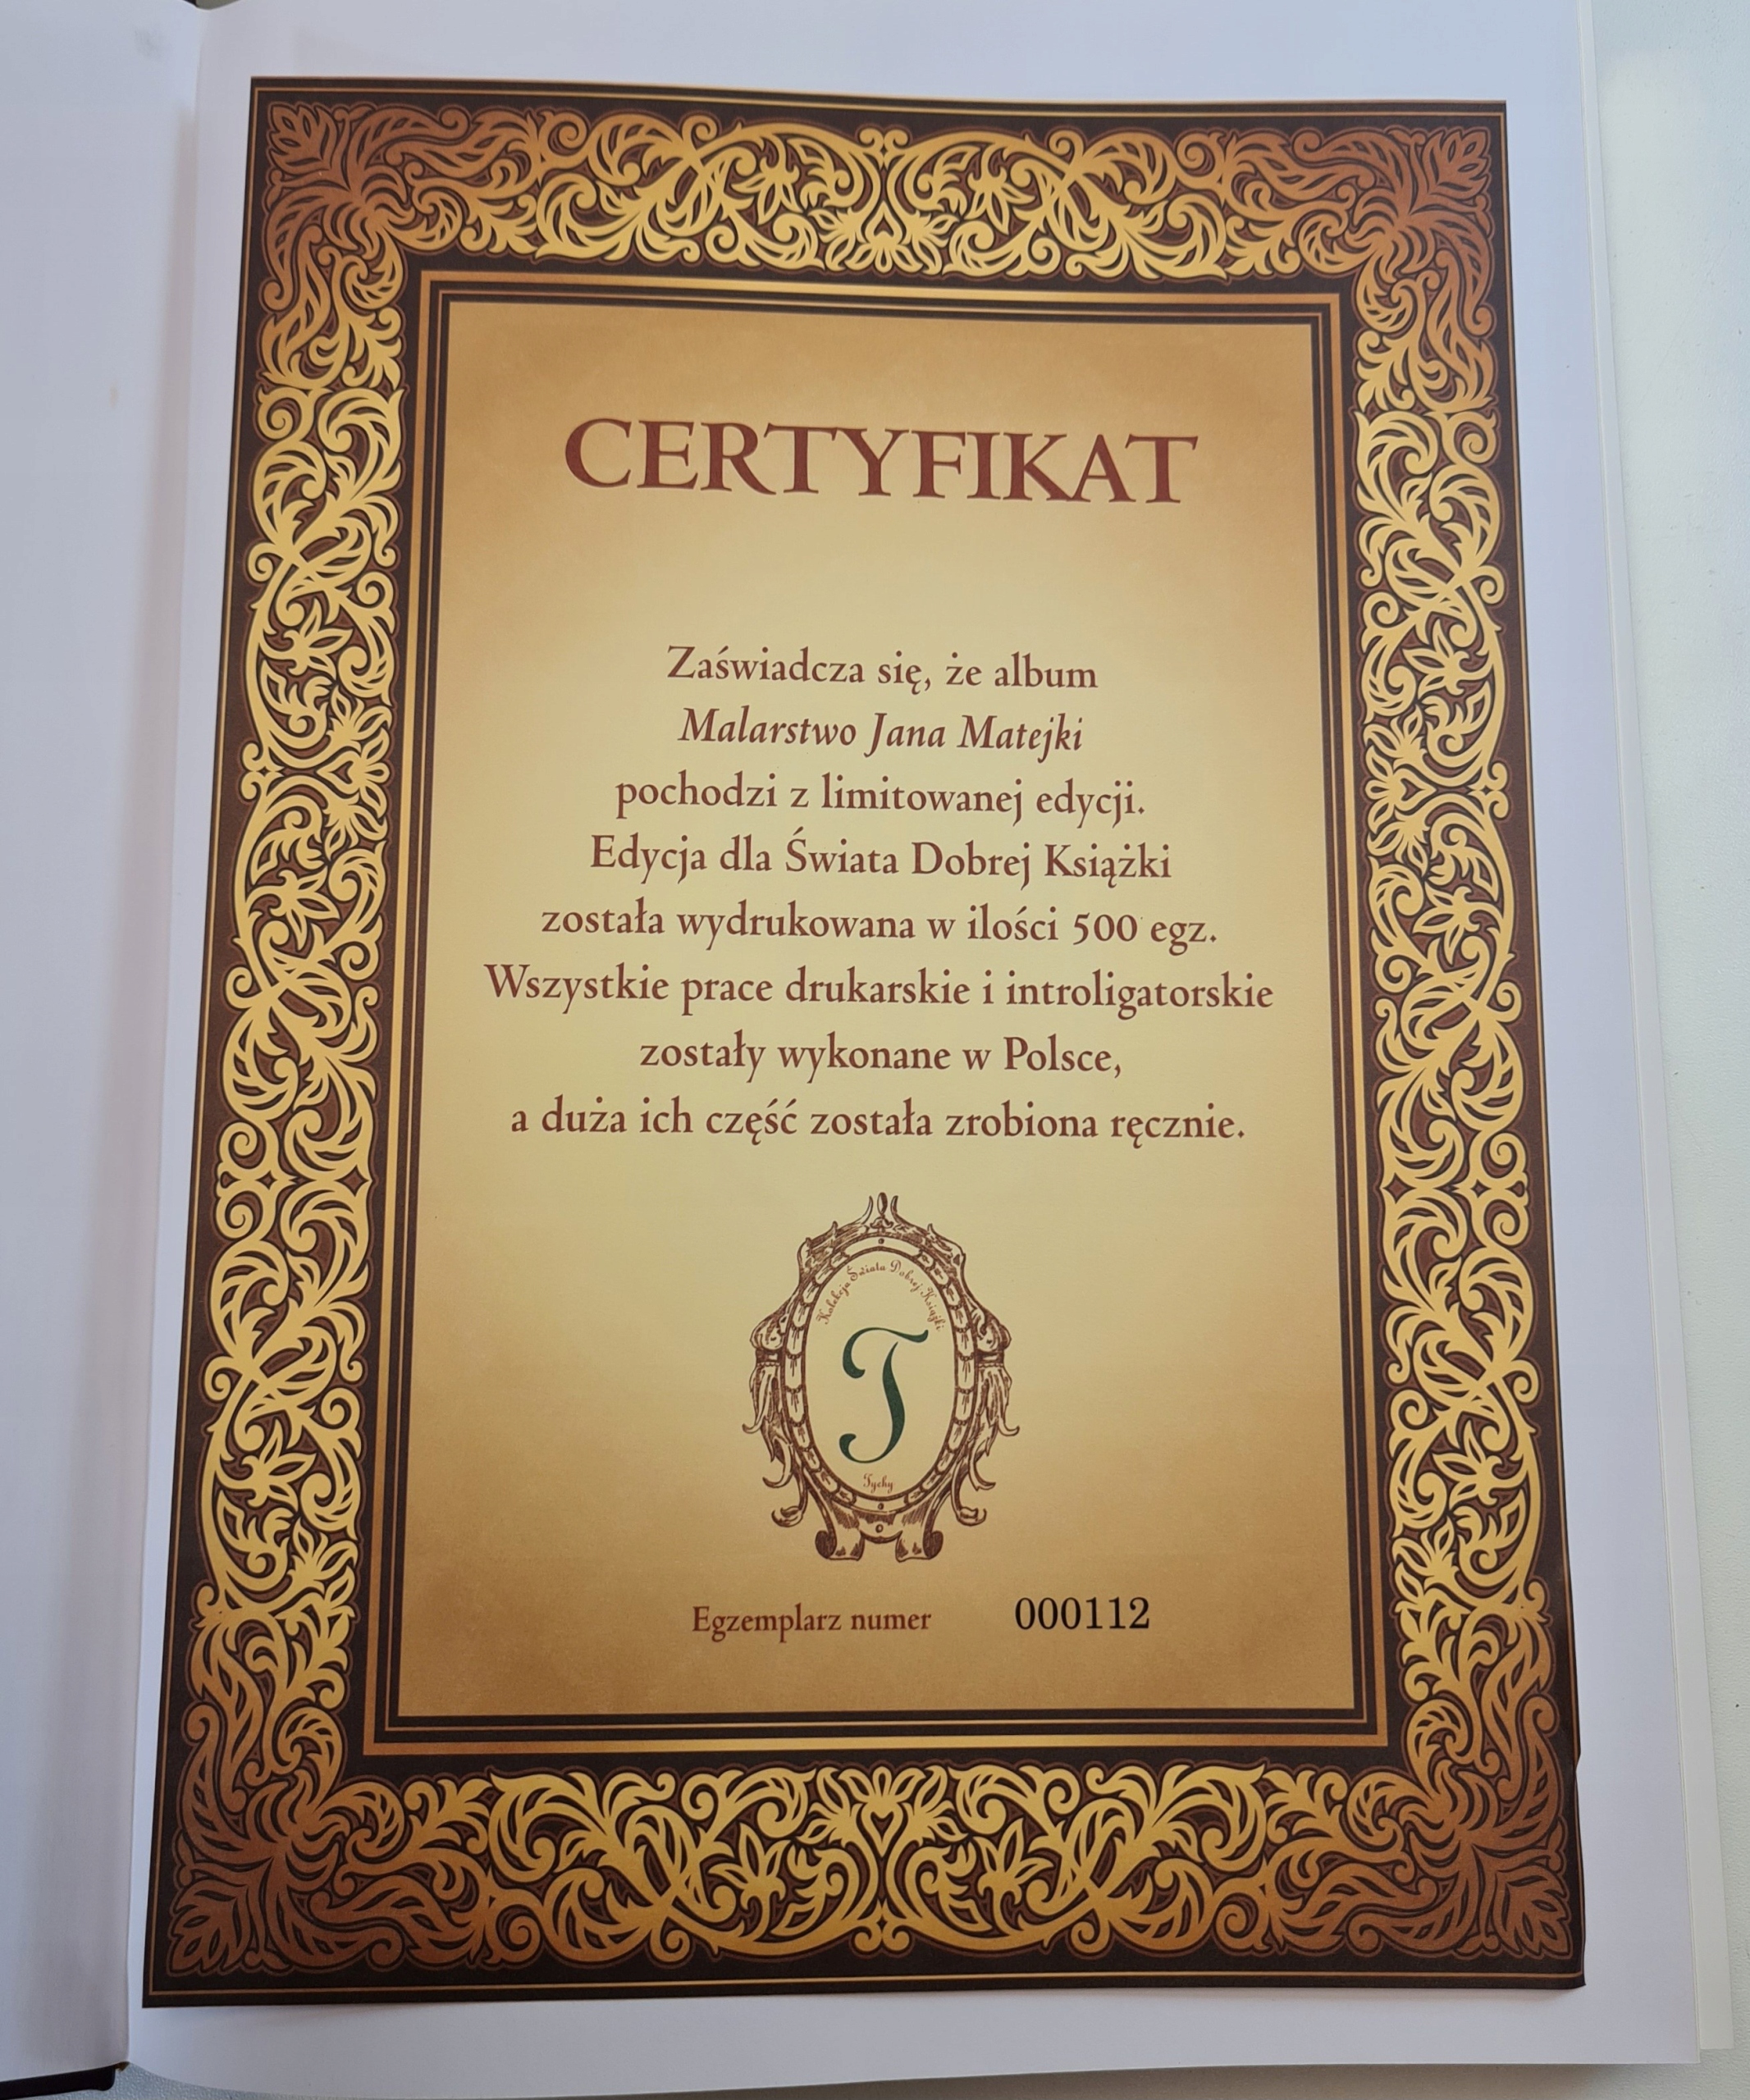 CERTYFIKAT
Zaświadcza się, że album
Malarstwo Jana Matejki
pochodzi z limitowanej edycji.
Edycja dla Świata Dobrej Książki
została wydrukowana w ilości 500 egz.
Wszystkie prace drukarskie i introligatorskie
zostały wykonane w Polsce,
a duża ich część została zrobiona ręcznie.
Kolekcja Świata Dobrej Książki
T
Tychy
Egzemplarz numer 000112